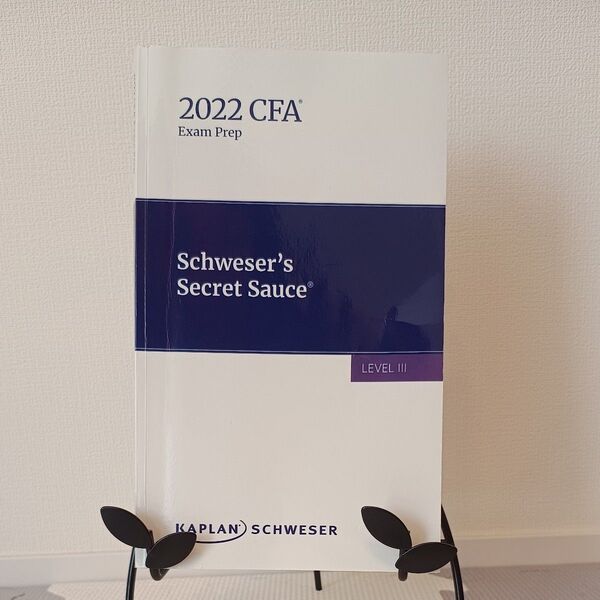 2022 CFA®
Exam Prep
Schweser's
Secret Sauce®
LEVEL III
KAPLAN SCHWESER